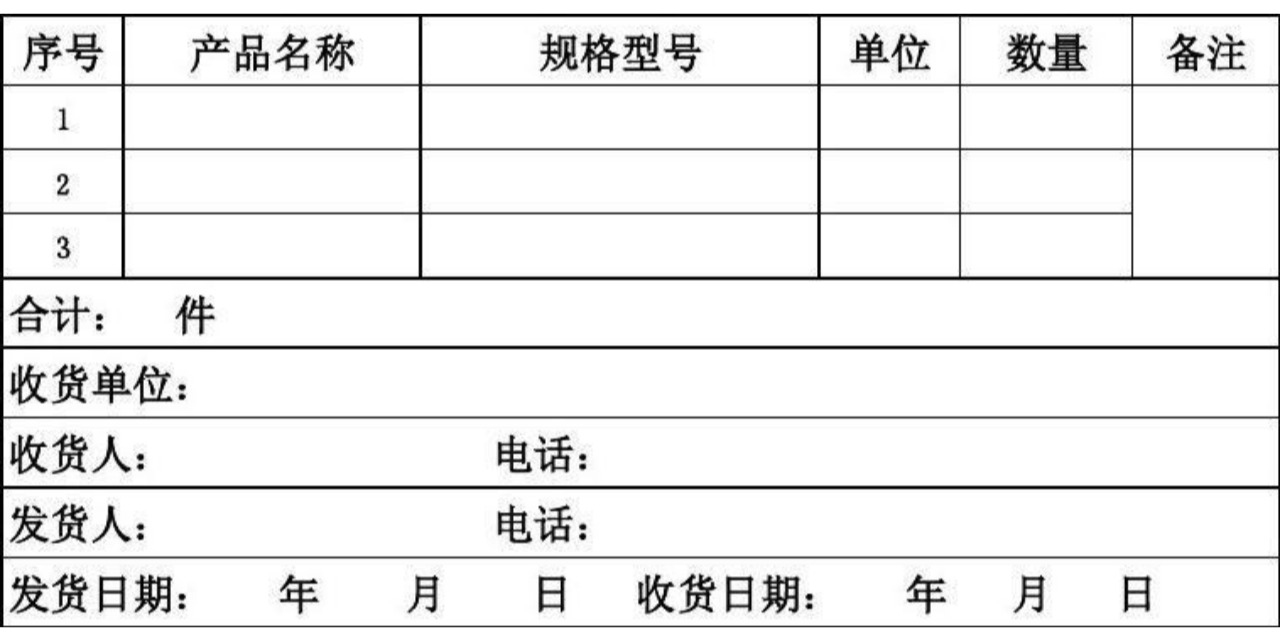 序号 产品名称 规格型号 单位 数量 备注
1
2
3
合计： 件
收货单位：
收货人： 电话：
发货人： 电话：
发货日期： 年 月 日 收货日期： 年 月 日